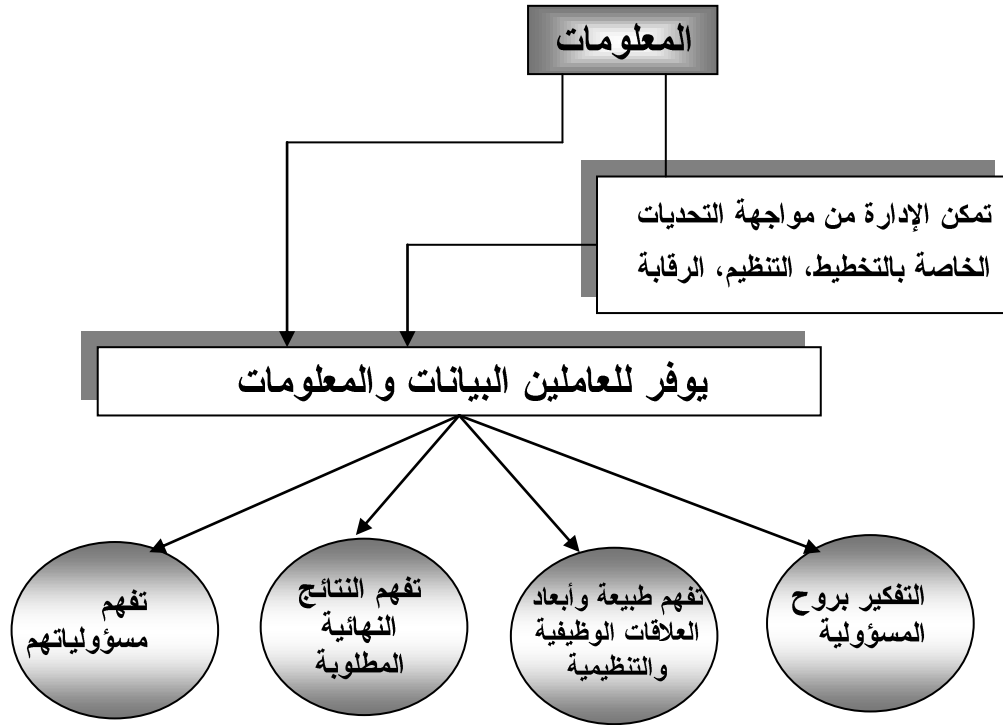 المعلومات
تمكن الإدارة من مواجهة التحديات
الخاصة بالتخطيط، التنظيم، الرقابة
يوفر للعاملين البيانات والمعلومات
التفكير بروح
المسؤولية
تفهم طبيعة وأبعاد
العلاقات الوظيفية
والتنظيمية
تفهم النتائج
النهائية
المطلوبة
تفهم
مسؤولياتهم